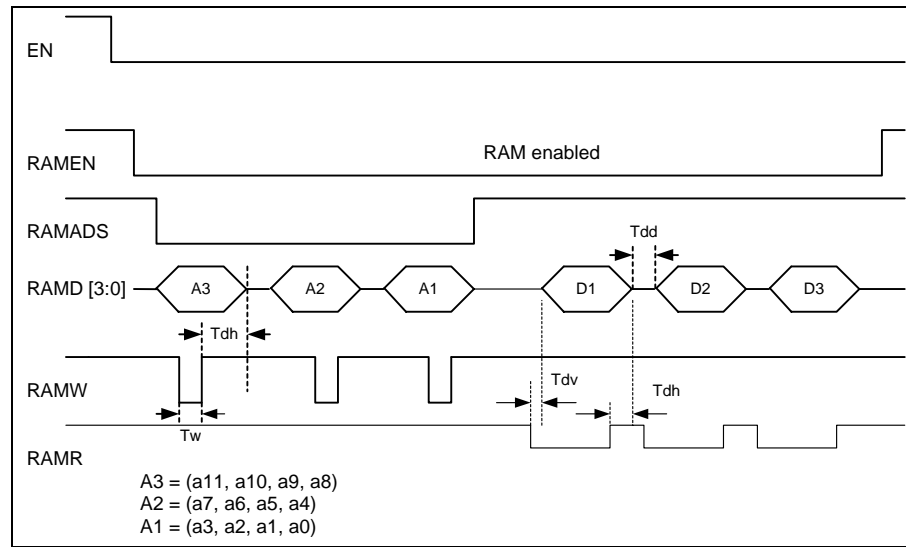 EN
RAMEN
RAM enabled
RAMADS
Tdd
RAMD [3:0]
A3
A2
A1
D1
D2
D3
Tdh
RAMW
Tdv
Tdh
Tw
RAMR
A3 = (a11, a10, a9, a8)
A2 = (a7, a6, a5, a4)
A1 = (a3, a2, a1, a0)